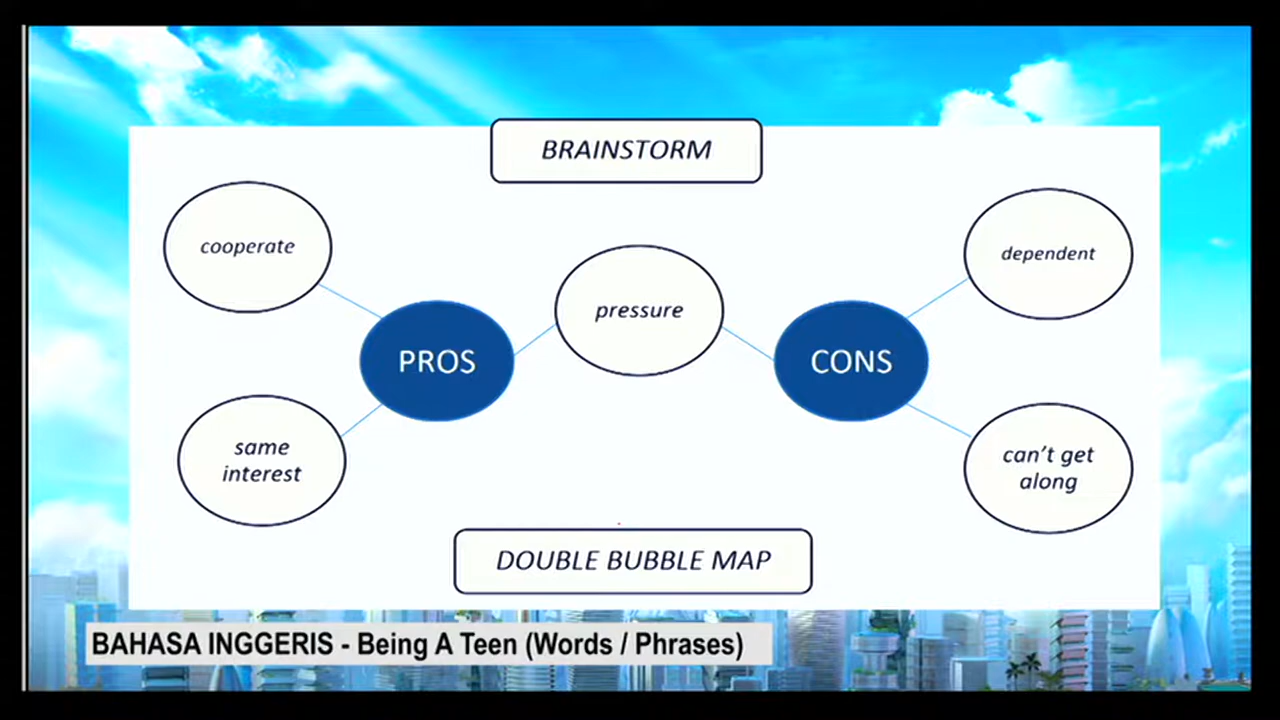 BRAINSTORM
cooperate
dependent
pressure
PROS
CONS
same
interest
can't get
along
DOUBLE BUBBLE MAP
BAHASA INGGERIS - Being A Teen (Words / Phrases)